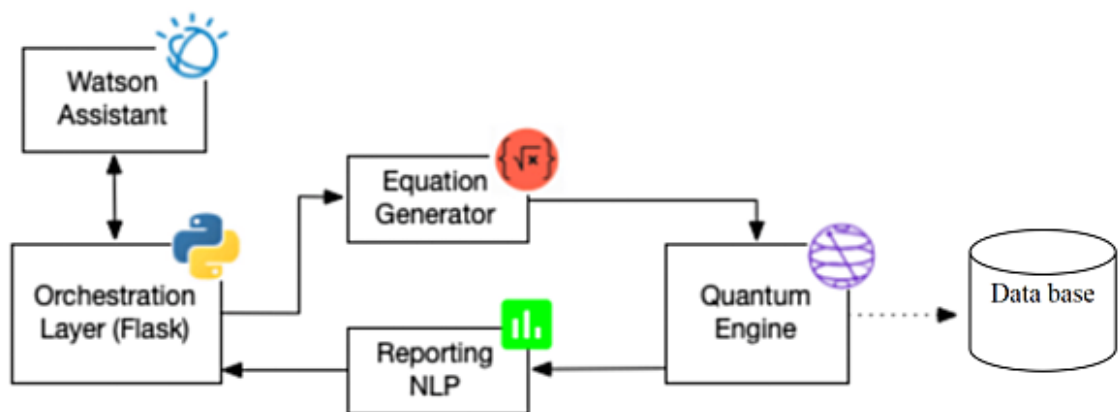 Watson
Assistant
Equation
Generator
{√x}
Orchestration
Layer (Flask)
Quantum
Engine
Data base
Reporting
NLP